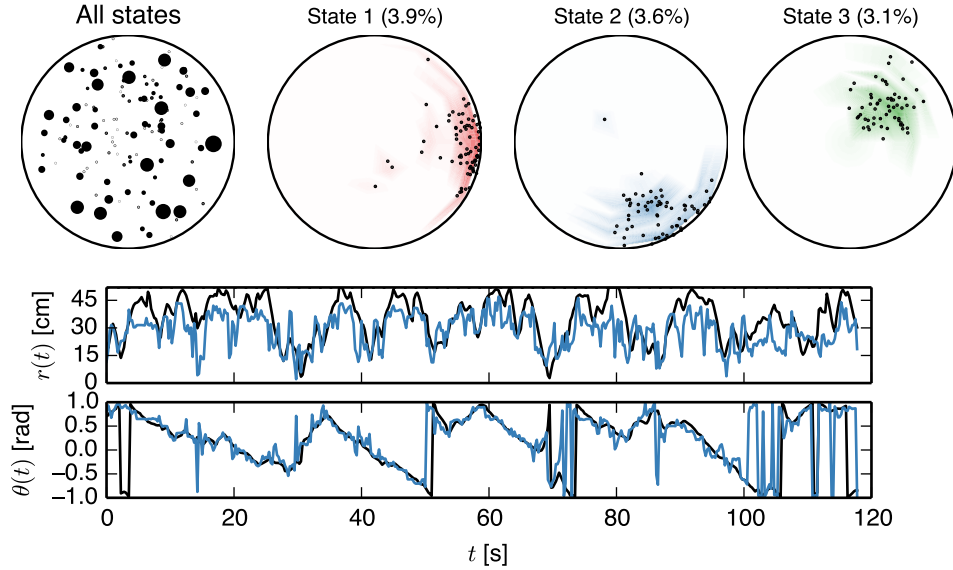 All states
State 1 (3.9%)
State 2 (3.6%)
State 3 (3.1%)
r(t) [cm]
45
30
15
0
θ(t) [rad]
1.0
0.5
0.0
−0.5
−1.0
0 20 40 60 80 100 120
t [s]